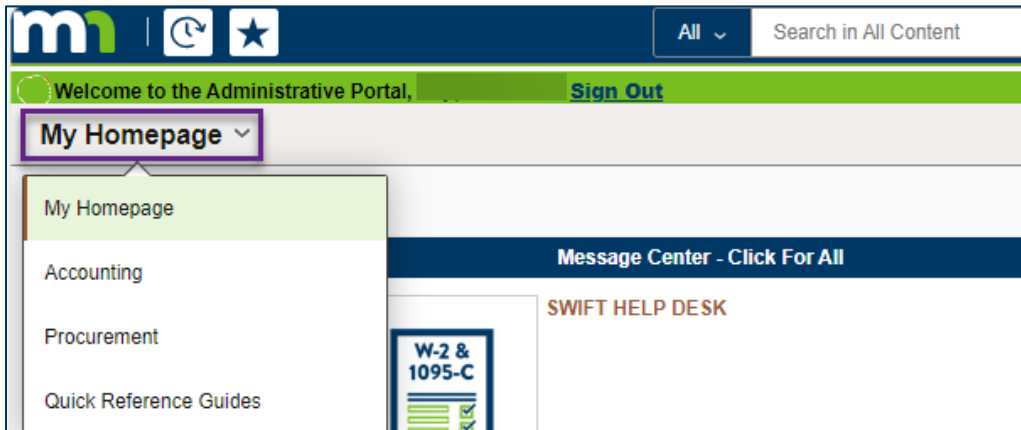 mn
All
Search in All Content
Welcome to the Administrative Portal,
Sign Out
My Homepage
My Homepage
Accounting
Procurement
Quick Reference Guides
Message Center - Click For All
SWIFT HELP DESK
W-2 &
1095-C